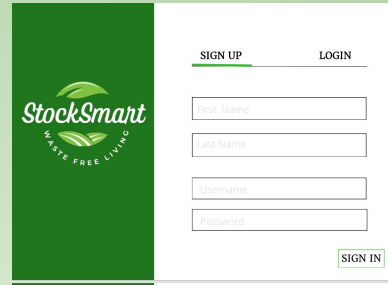 SIGN UP
LOGIN
StockSmart
WASTE FREE LIVING
First Name
Last Name
Username
Password
SIGN IN